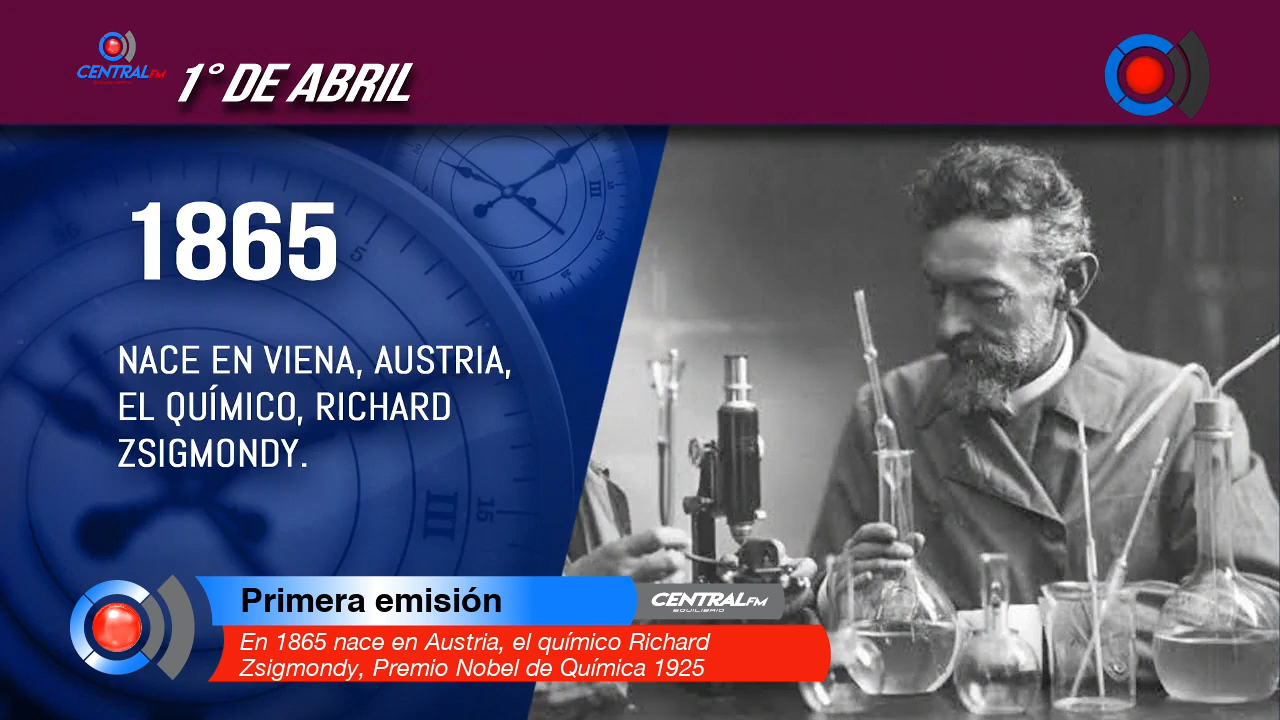 CENTRAL FM
1° DE ABRIL
1865
NACE EN VIENA, AUSTRIA,
EL QUÍMICO, RICHARD
ZSIGMONDY.
Primera emisión
CENTRAL FM
EQUILIBRIO
En 1865 nace en Austria, el químico Richard
Zsigmondy, Premio Nobel de Química 1925